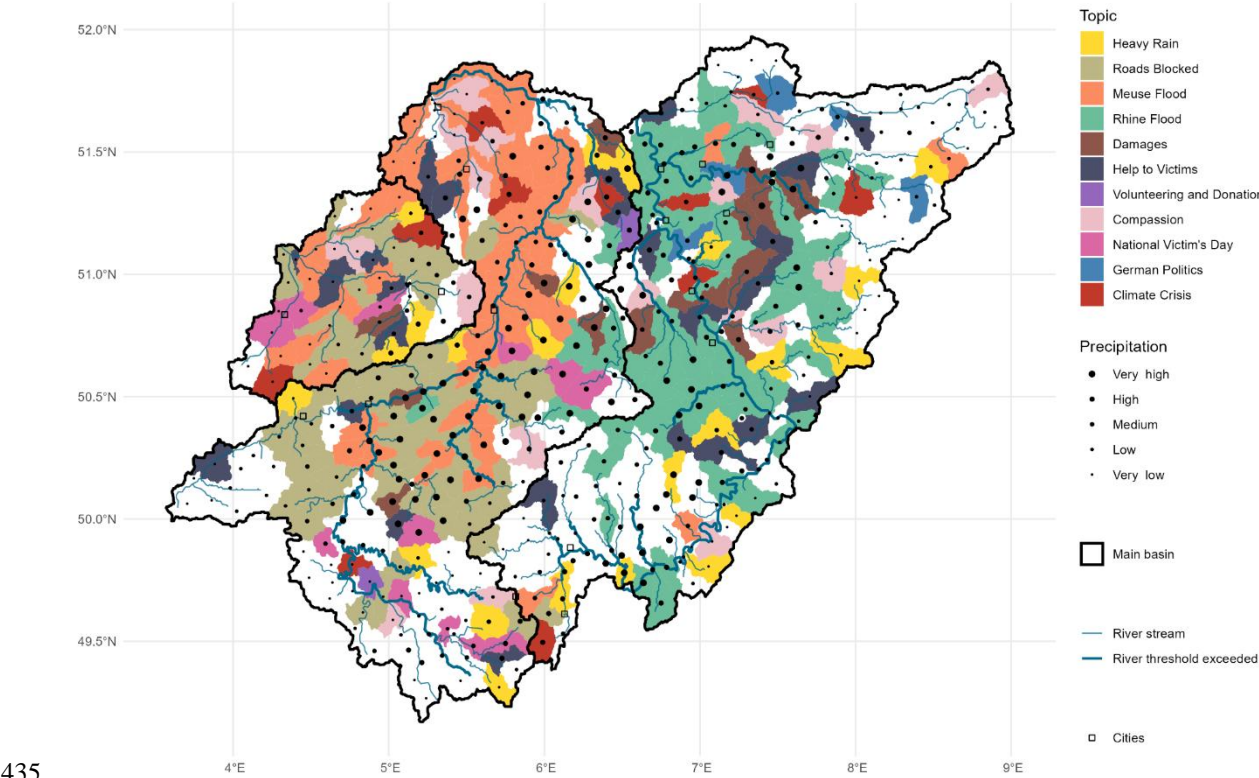 Topic
Heavy Rain
Roads Blocked
Meuse Flood
Rhine Flood
Damages
Help to Victims
Volunteering and Donation
Compassion
National Victim's Day
German Politics
Climate Crisis
Precipitation
Very high
High
Medium
Low
Very low
Main basin
River stream
River threshold exceeded
Cities
52.0°N
51.5°N
51.0°N
50.5°N
50.0°N
49.5°N
4°E 5°E 6°E 7°E 8°E 9°E
435